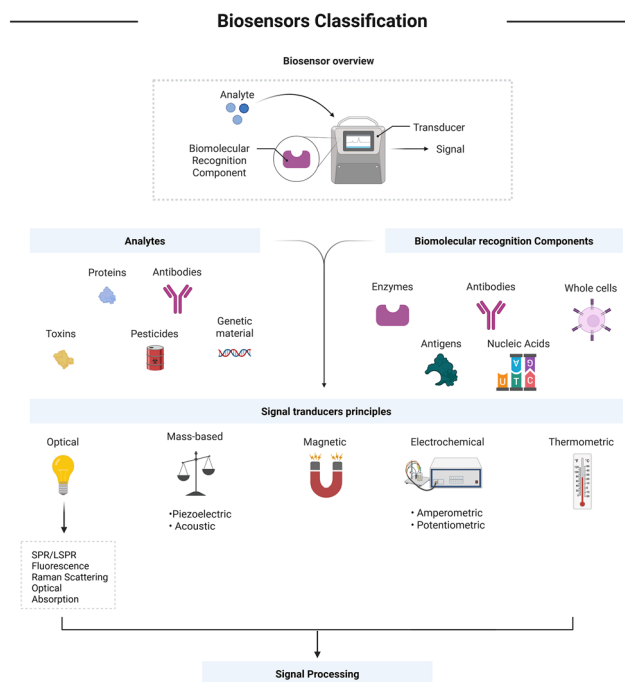 Biosensors Classification
Biosensor overview
Analyte
Transducer
Biomolecular
Recognition
Component
Signal
Analytes
Biomolecular recognition Components
Proteins
Antibodies
Toxins
Pesticides
Genetic
material
Enzymes
Antibodies
Whole cells
Antigens
Nucleic Acids
A G
U T C
Signal tranducers principles
Optical
Mass-based
Magnetic
Electrochemical
Thermometric
•Piezoelectric
• Acoustic
• Amperometric
• Potentiometric
SPR/LSPR
Fluorescence
Raman Scattering
Optical
Absorption
Signal Processing